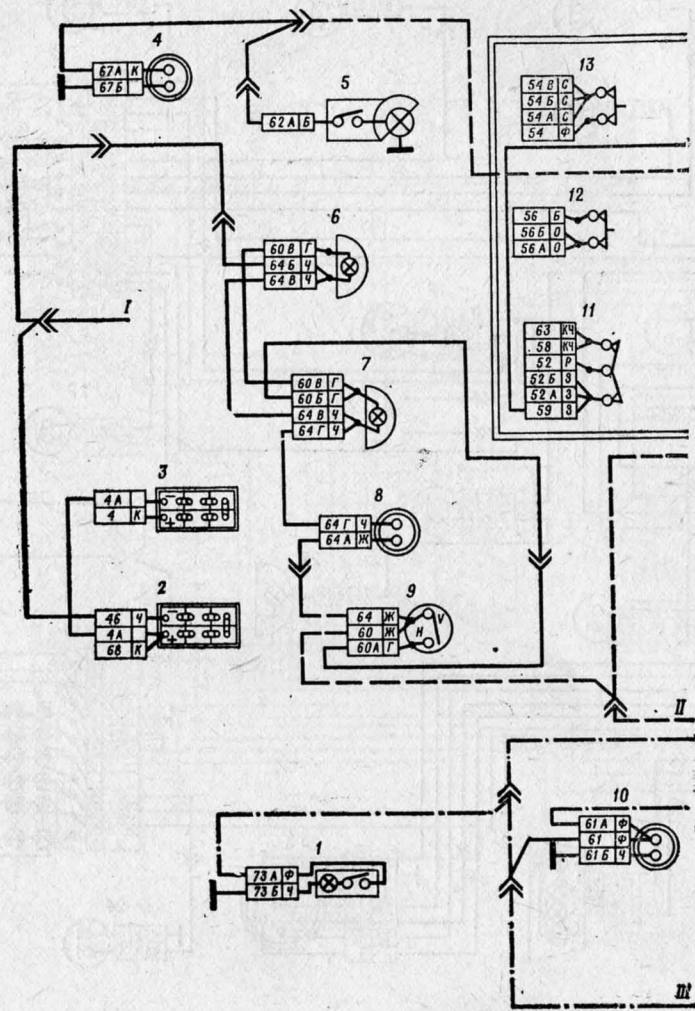 4
67А К
67Б К
5
62А Б
13
54В С
54Б С
54А С
54 Ф
12
56 Б
56Б О
56А О
6
60В Г
64Б Ч
64В Ч
I
11
63 КЧ
58 КЧ
52 Р
52Б З
52А З
59 З
7
60В Г
60Б Г
64В Ч
64Г Ч
3
4А
4 К
− +
8
64Г Ч
64А Ж
2
46 Ч
4А
68 К
− +
9
64 Ж
60 Ж
60А Г
V
Н
II
10
61А Ф
61 Ф
61Б Ч
1
73А Ф
73Б Ч
III